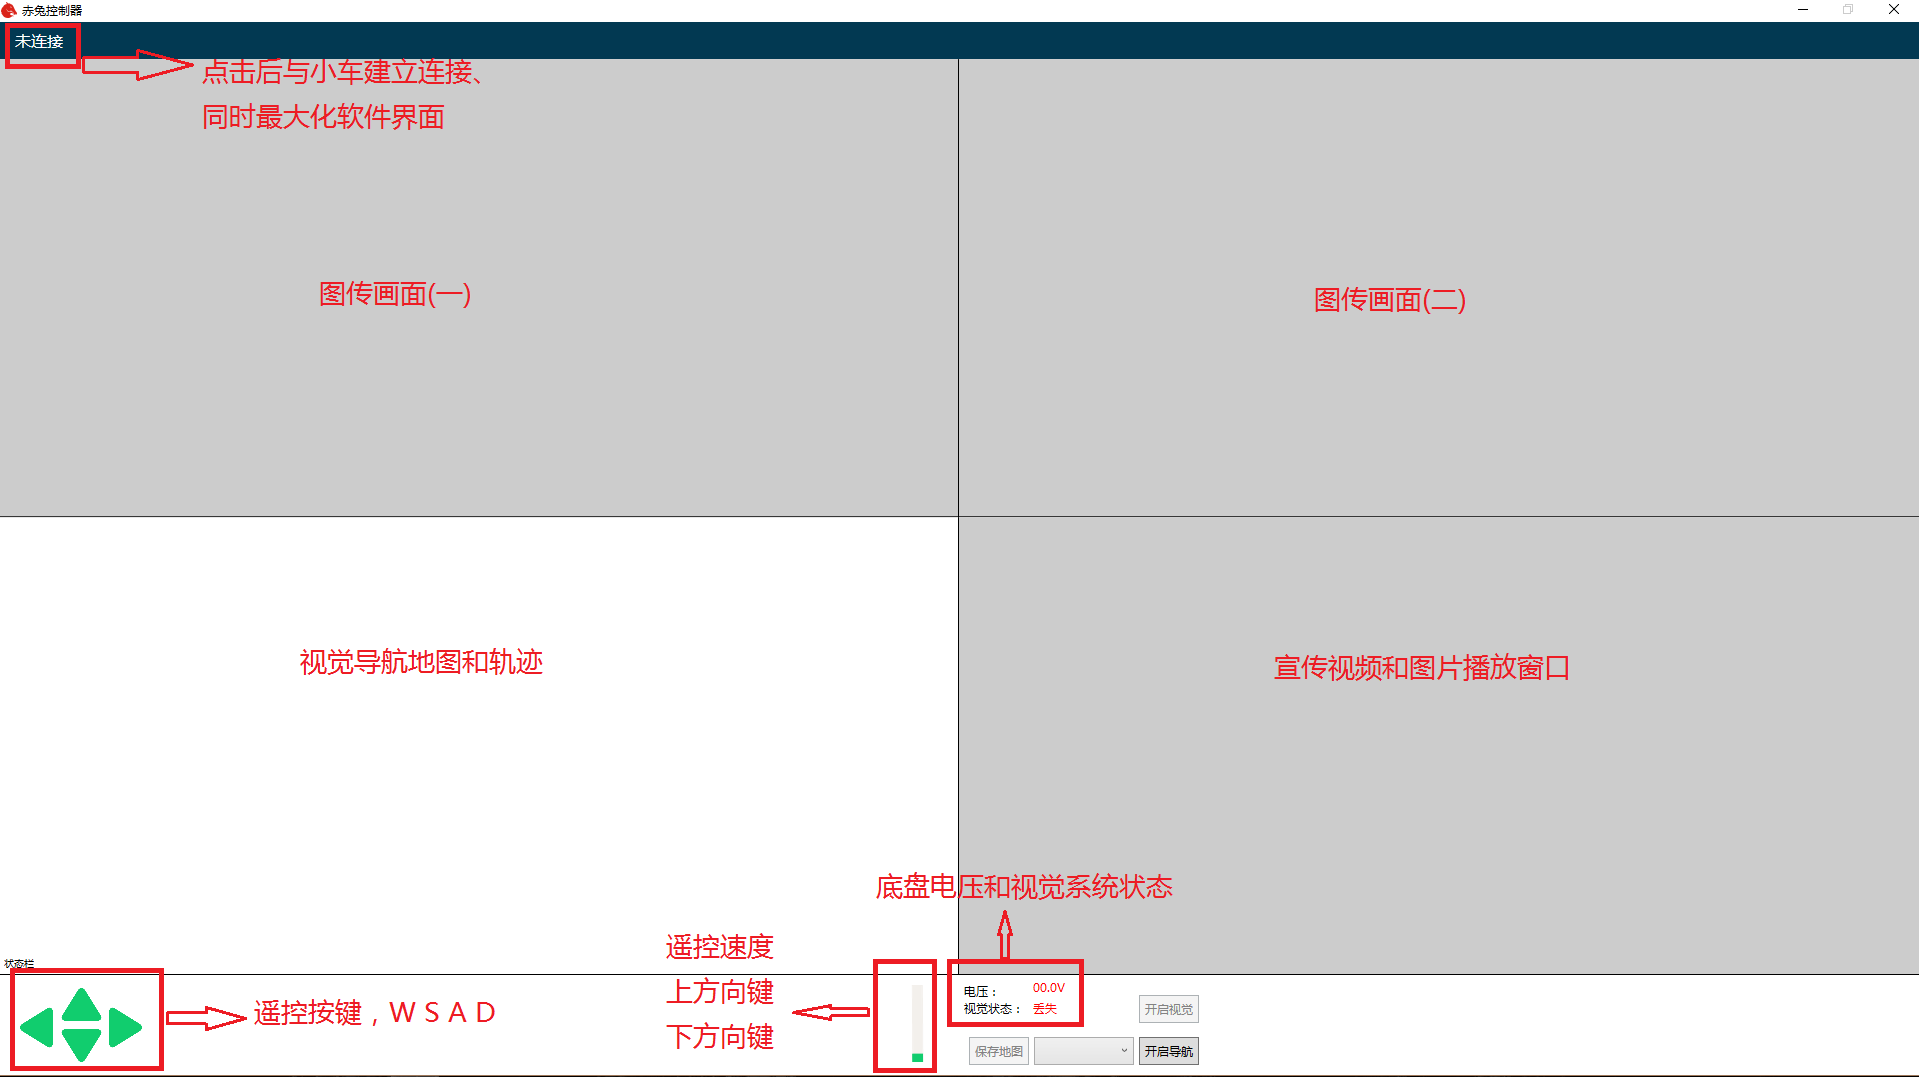 赤兔控制器
未连接
点击后与小车建立连接、
同时最大化软件界面
图传画面(一)
图传画面(二)
视觉导航地图和轨迹
宣传视频和图片播放窗口
底盘电压和视觉系统状态
状态栏
遥控按键，W S A D
遥控速度
上方向键
下方向键
电压： 00.0V
视觉状态： 丢失
开启视觉
保存地图
开启导航